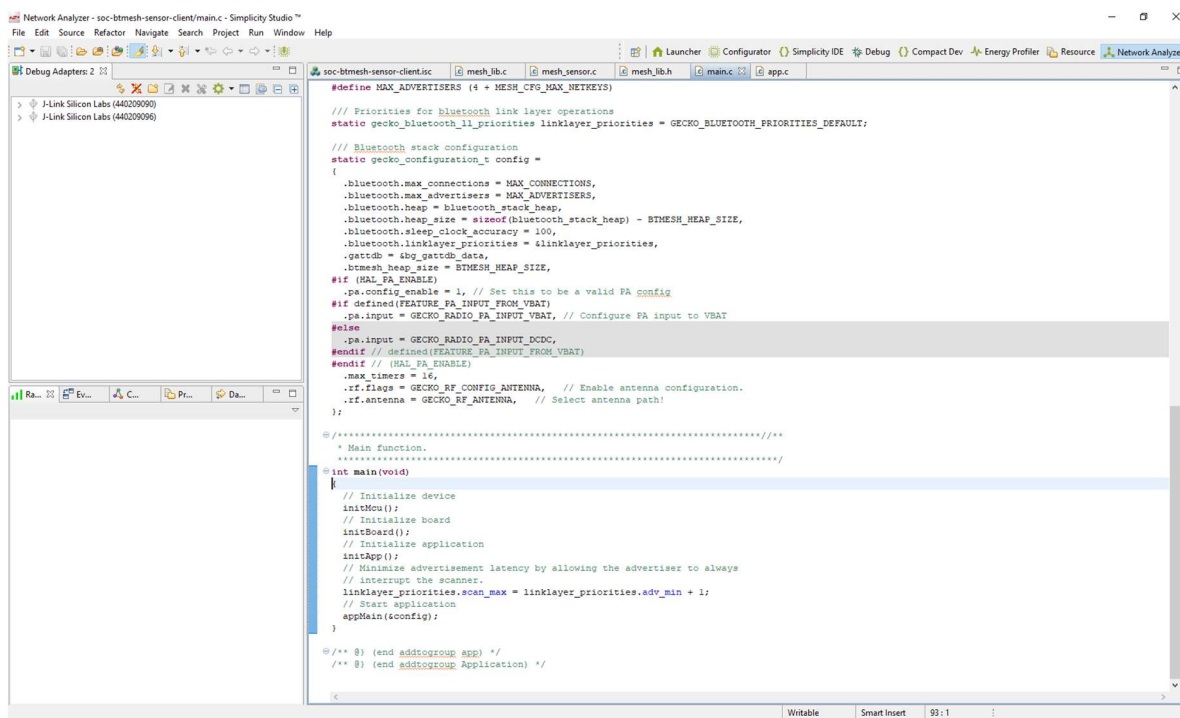 Network Analyzer - soc-btmesh-sensor-client/main.c - Simplicity Studio ™
File Edit Source Refactor Navigate Search Project Run Window Help
Launcher Configurator {} Simplicity IDE Debug {} Compact Dev Energy Profiler Resource Network Analyze
Debug Adapters: 2
J-Link Silicon Labs (440209090)
J-Link Silicon Labs (440209096)
Ra... Ev... C... Pr... Da...
soc-btmesh-sensor-client.isc mesh_lib.c mesh_sensor.c mesh_lib.h main.c app.c
#define MAX_ADVERTISERS (4 + MESH_CFG_MAX_NETKEYS)
/// Priorities for bluetooth link layer operations
static gecko_bluetooth_ll_priorities linklayer_priorities = GECKO_BLUETOOTH_PRIORITIES_DEFAULT;
/// Bluetooth stack configuration
static gecko_configuration_t config =
{
.bluetooth.max_connections = MAX_CONNECTIONS,
.bluetooth.max_advertisers = MAX_ADVERTISERS,
.bluetooth.heap = bluetooth_stack_heap,
.bluetooth.heap_size = sizeof(bluetooth_stack_heap) - BTMESH_HEAP_SIZE,
.bluetooth.sleep_clock_accuracy = 100,
.bluetooth.linklayer_priorities = &linklayer_priorities,
.gattdb = &bg_gattdb_data,
.btmesh_heap_size = BTMESH_HEAP_SIZE,
#if (HAL_PA_ENABLE)
.pa.config_enable = 1, // Set this to be a valid PA config
#if defined(FEATURE_PA_INPUT_FROM_VBAT)
.pa.input = GECKO_RADIO_PA_INPUT_VBAT, // Configure PA input to VBAT
#else
.pa.input = GECKO_RADIO_PA_INPUT_DCDC,
#endif // defined(FEATURE_PA_INPUT_FROM_VBAT)
#endif // (HAL_PA_ENABLE)
.max_timers = 16,
.rf.flags = GECKO_RF_CONFIG_ANTENNA, // Enable antenna configuration.
.rf.antenna = GECKO_RF_ANTENNA, // Select antenna path!
};
/***************************************************************************//**
* Main function.
******************************************************************************/
int main(void)
{
// Initialize device
initMcu();
// Initialize board
initBoard();
// Initialize application
initApp();
// Minimize advertisement latency by allowing the advertiser to always
// interrupt the scanner.
linklayer_priorities.scan_max = linklayer_priorities.adv_min + 1;
// Start application
appMain(&config);
}
/** @} (end addtogroup app) */
/** @} (end addtogroup Application) */
Writable Smart Insert 93 : 1